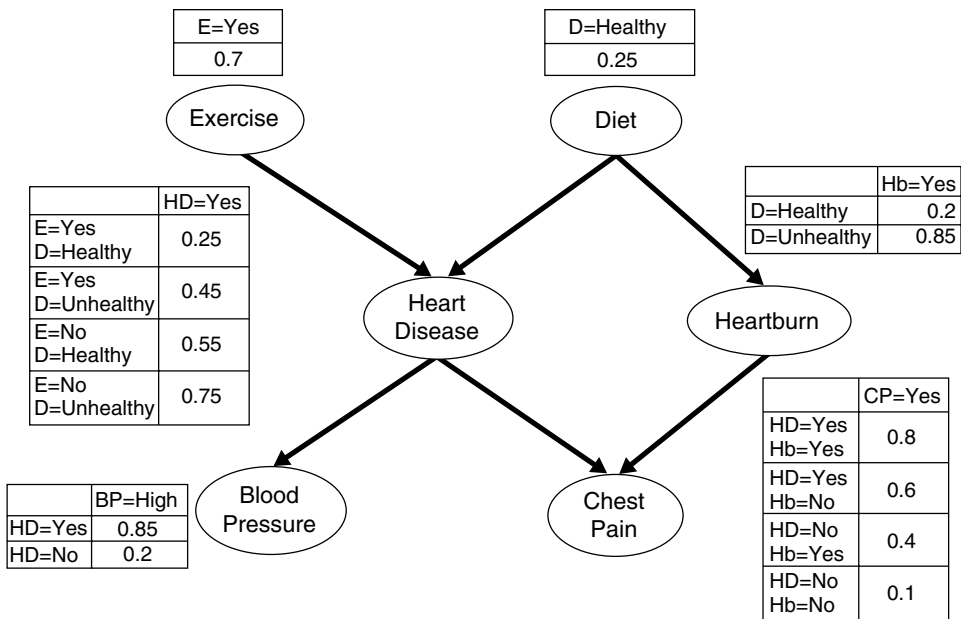 E=Yes
0.7
D=Healthy
0.25
Exercise
Diet
Hb=Yes
D=Healthy 0.2
D=Unhealthy 0.85
HD=Yes
E=Yes
D=Healthy
0.25
E=Yes
D=Unhealthy
0.45
E=No
D=Healthy
0.55
E=No
D=Unhealthy
0.75
Heart
Disease
Heartburn
CP=Yes
HD=Yes
Hb=Yes
0.8
HD=Yes
Hb=No
0.6
HD=No
Hb=Yes
0.4
HD=No
Hb=No
0.1
BP=High
HD=Yes 0.85
HD=No 0.2
Blood
Pressure
Chest
Pain